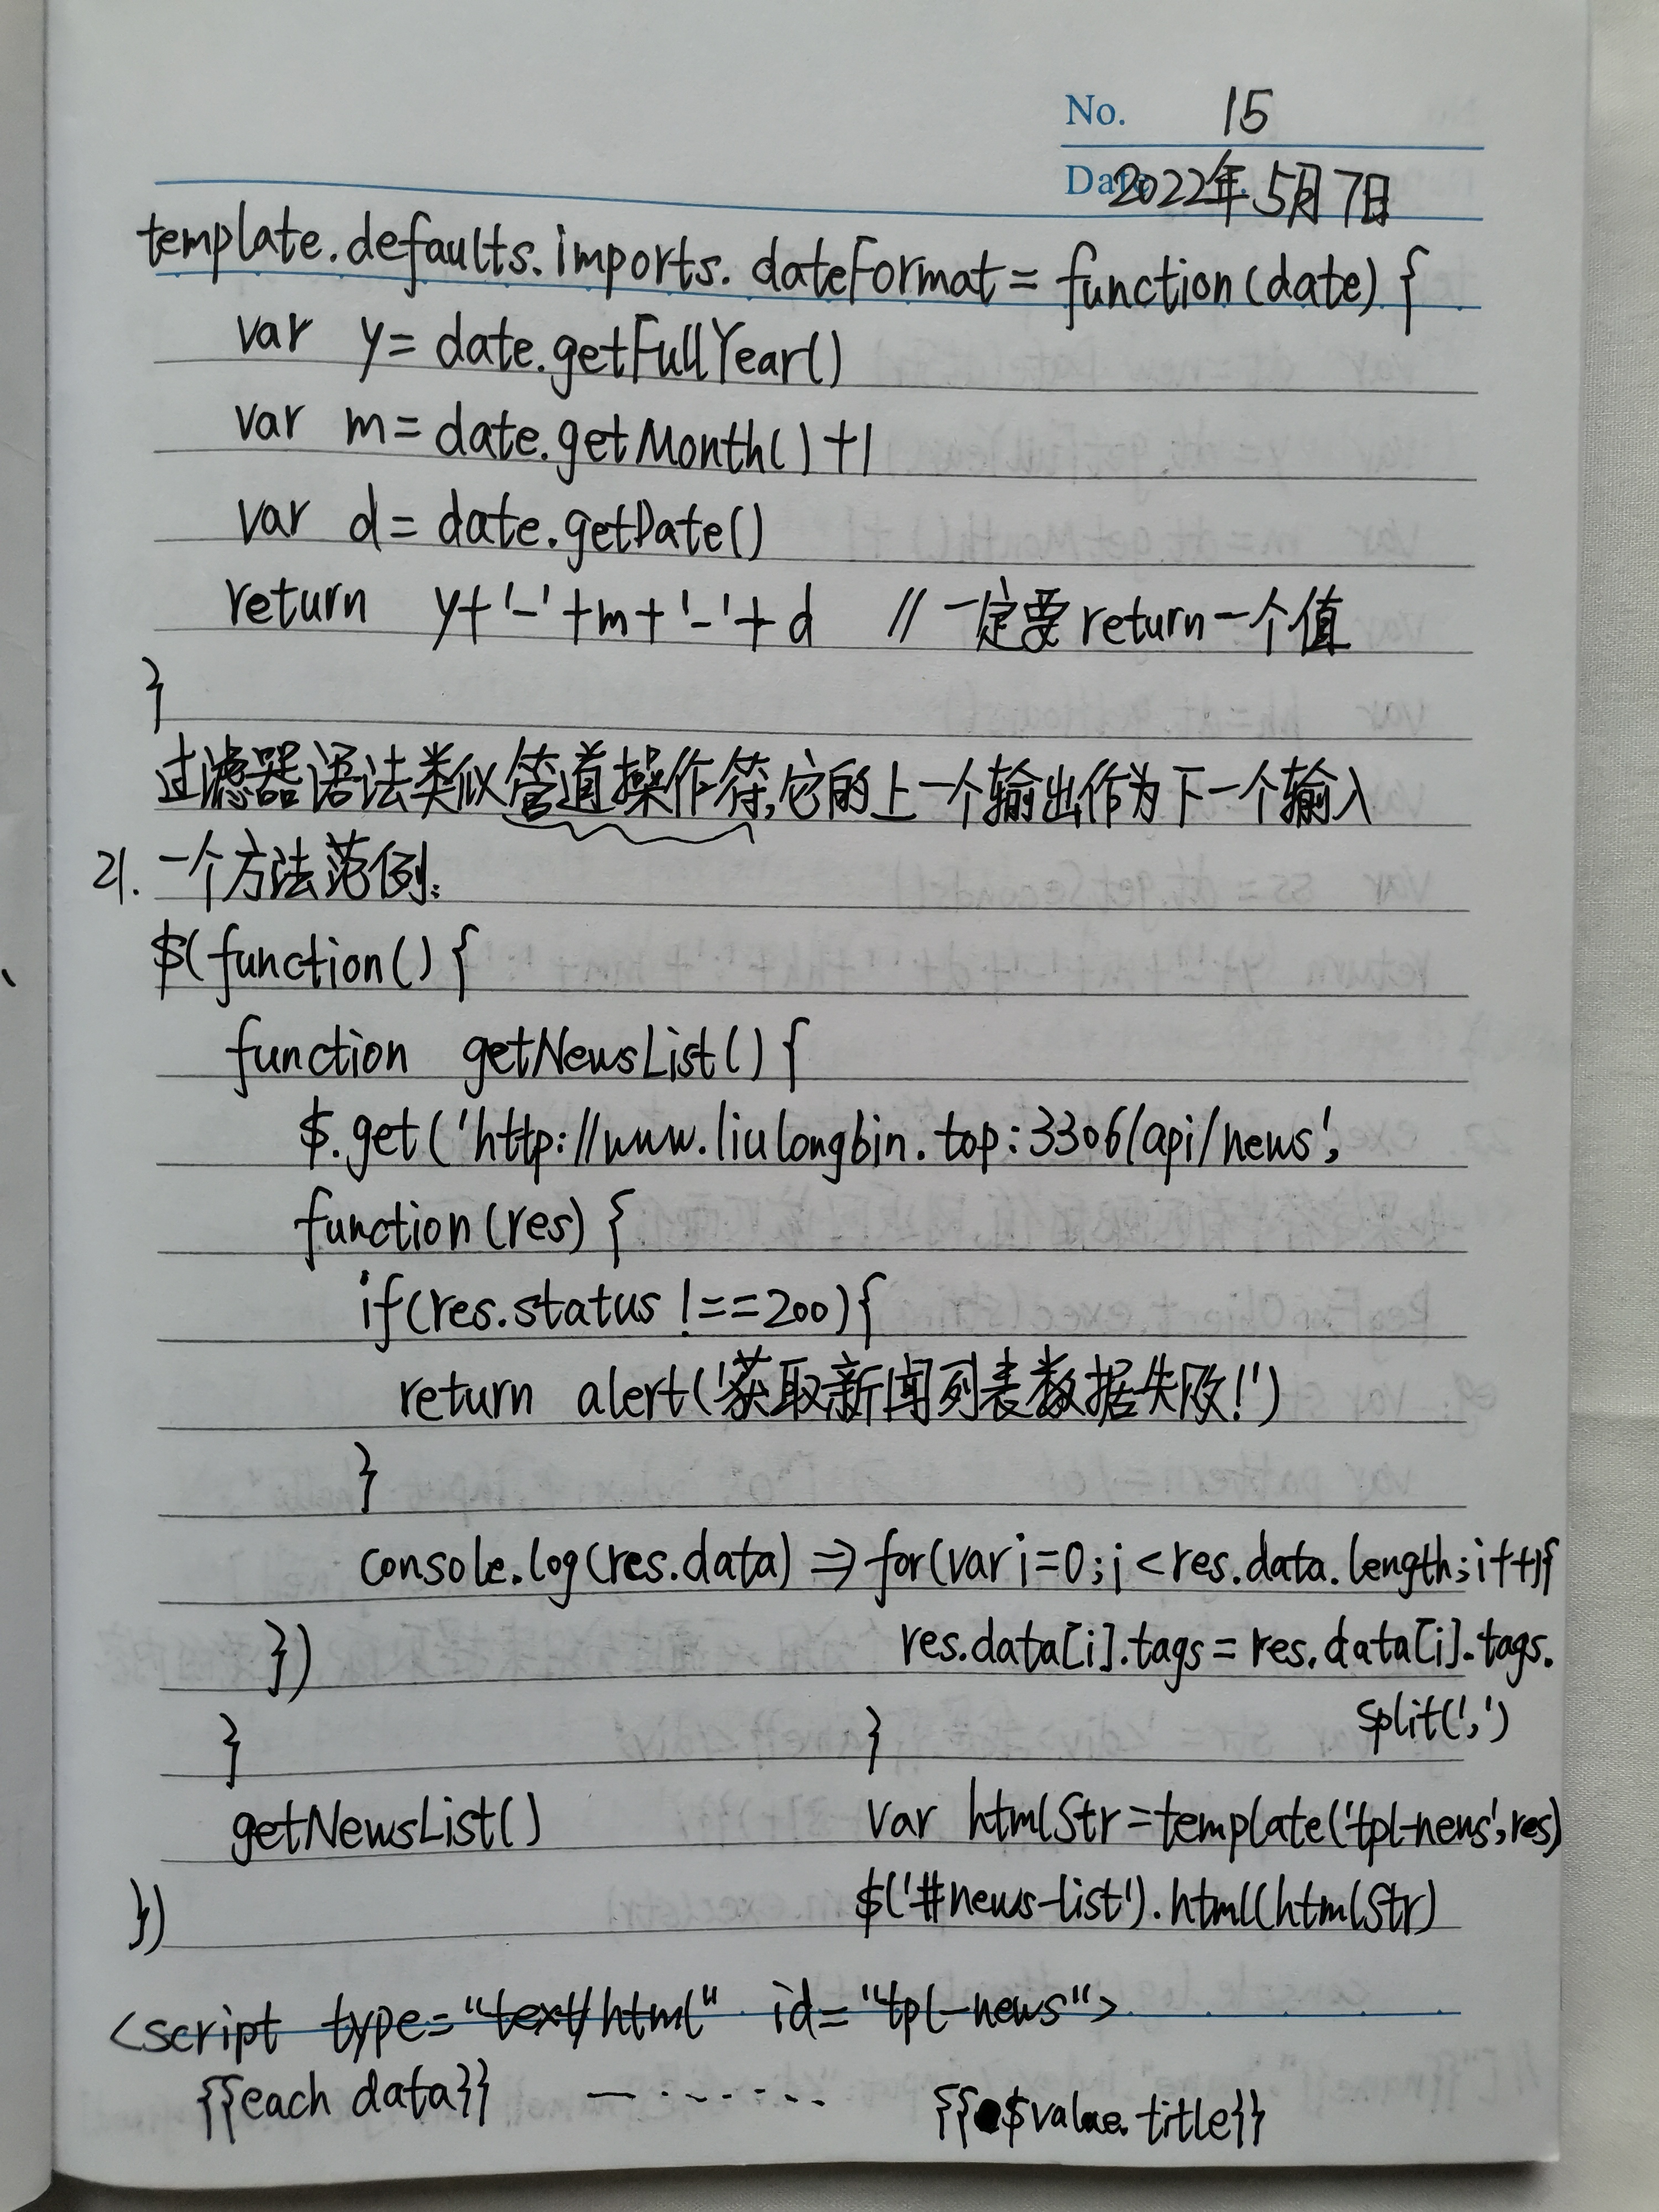 No. 15
Date 2022年5月7日
template.defaults.imports.dateFormat = function(date) {
var y = date.getFullYear()
var m = date.getMonth() + 1
var d = date.getDate()
return y + '-' + m + '-' + d // 一定要return一个值
}
过滤器语法类似管道操作符,它的上一个输出作为下一个输入
21. 一个方法范例:
$(function() {
function getNewsList() {
$.get('http://www.liulongbin.top:3306/api/news',
function(res) {
if(res.status !== 200) {
return alert('获取新闻列表数据失败!')
}
console.log(res.data) ⇒ for(var i=0; i < res.data.length; i++){
}) res.data[i].tags = res.data[i].tags.
split(',')
} }
getNewsList() var htmlStr = template('tpl-news', res)
}) $('#news-list').html(htmlStr)
<script type="text/html" id="tpl-news">
{{each data}} — ...... {{$value.title}}